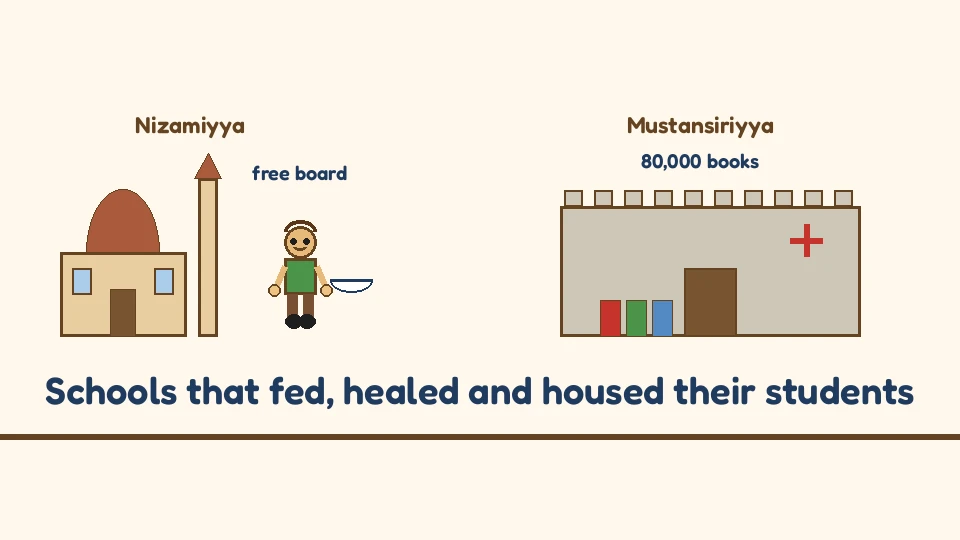 Nizamiyya
free board
Mustansiriyya
80,000 books
Schools that fed, healed and housed their students